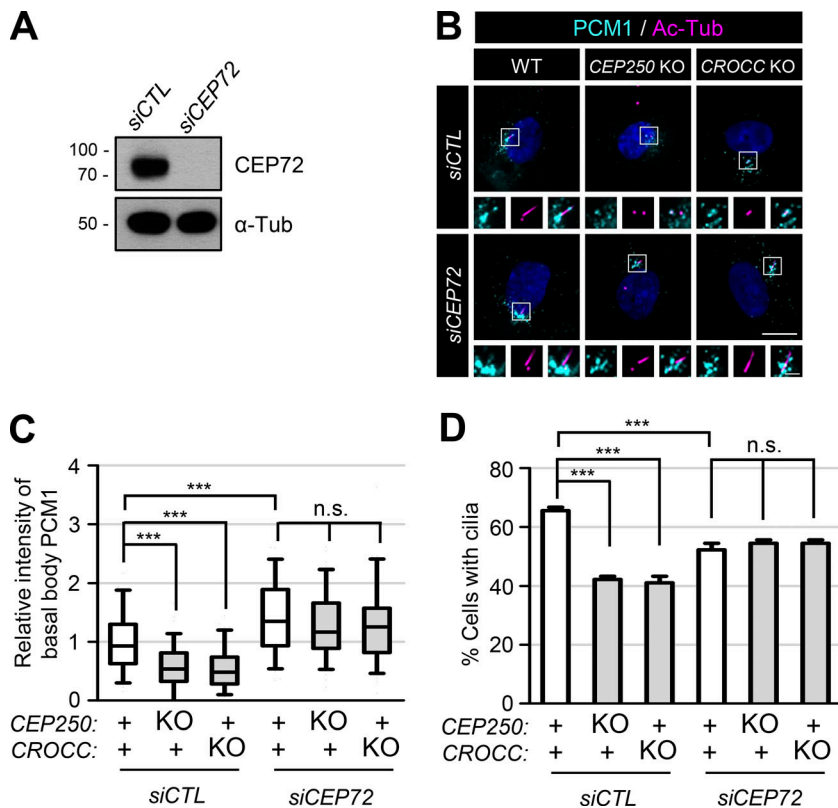 A
siCTL
siCEP72
100 -
70 -
CEP72
50 -
α-Tub
B
PCM1 / Ac-Tub
WT
CEP250 KO
CROCC KO
siCTL
siCEP72
C
Relative intensity of
basal body PCM1
4
3
2
1
0
***
***
***
n.s.
CEP250: + KO + + KO +
CROCC: + + KO + + KO
siCTL
siCEP72
D
% Cells with cilia
80
60
40
20
0
***
***
***
n.s.
CEP250: + KO + + KO +
CROCC: + + KO + + KO
siCTL
siCEP72